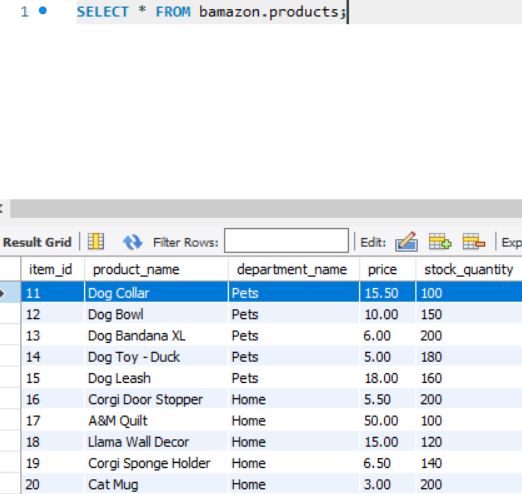 1 SELECT * FROM bamazon.products;
Result Grid Filter Rows: Edit: Exp
item_id product_name department_name price stock_quantity
11 Dog Collar Pets 15.50 100
12 Dog Bowl Pets 10.00 150
13 Dog Bandana XL Pets 6.00 200
14 Dog Toy - Duck Pets 5.00 180
15 Dog Leash Pets 18.00 160
16 Corgi Door Stopper Home 5.50 200
17 A&M Quilt Home 50.00 100
18 Llama Wall Decor Home 15.00 120
19 Corgi Sponge Holder Home 6.50 140
20 Cat Mug Home 3.00 200